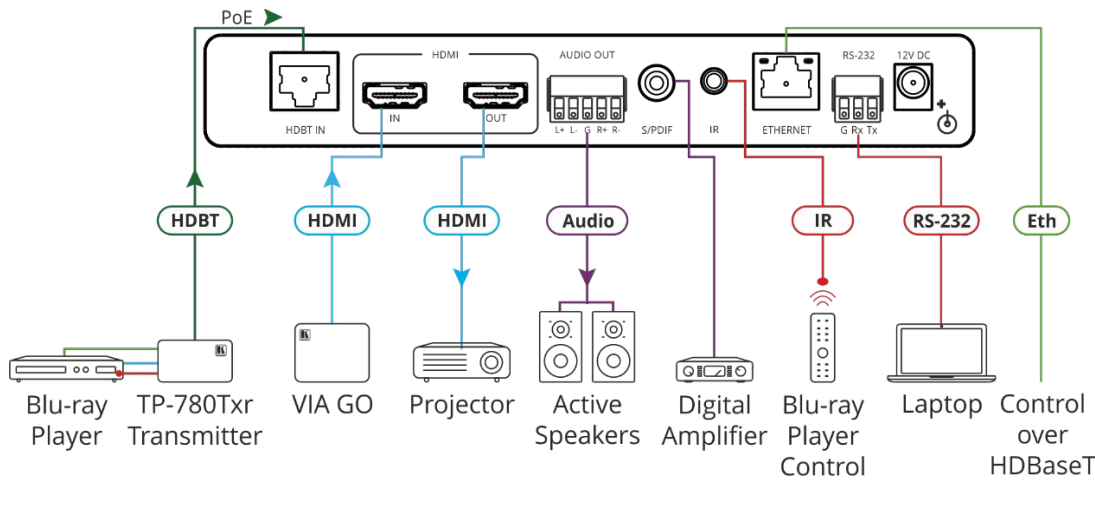 PoE
HDMI
AUDIO OUT
RS-232
12V DC
IN
OUT
HDBT IN
L+ L- G R+ R-
S/PDIF
IR
ETHERNET
G Rx Tx
HDBT
HDMI
HDMI
Audio
IR
RS-232
Eth
Blu-ray
Player
TP-780Txr
Transmitter
VIA GO
Projector
Active
Speakers
Digital
Amplifier
Blu-ray
Player
Control
Laptop
Control
over
HDBaseT